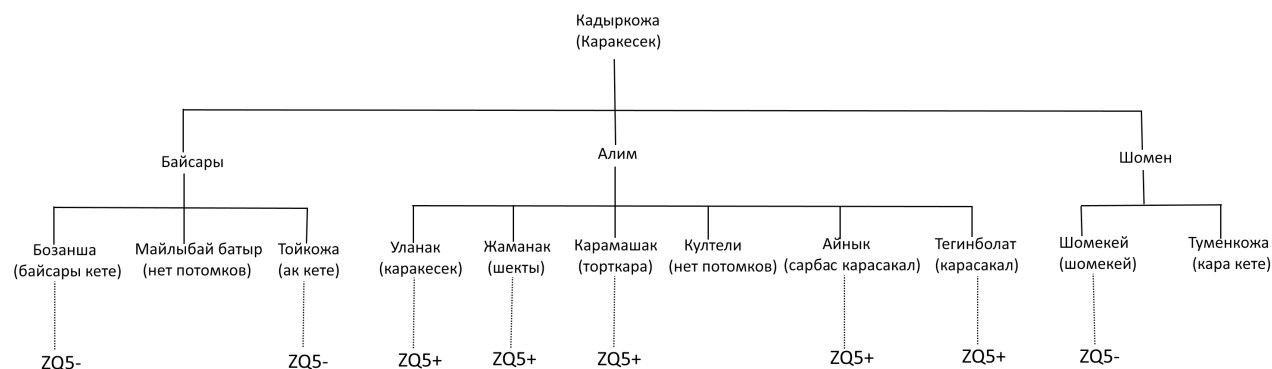 Кадыркожа
(Каракесек)
Байсары
Алим
Шомен
Бозанша
(байсары кете)
Майлыбай батыр
(нет потомков)
Тойкожа
(ак кете)
Уланак
(каракесек)
Жаманак
(шекты)
Карамашак
(торткара)
Култели
(нет потомков)
Айнык
(сарбас карасакал)
Тегинболат
(карасакал)
Шомекей
(шомекей)
Туменкожа
(кара кете)
ZQ5-
ZQ5-
ZQ5+
ZQ5+
ZQ5+
ZQ5+
ZQ5+
ZQ5-